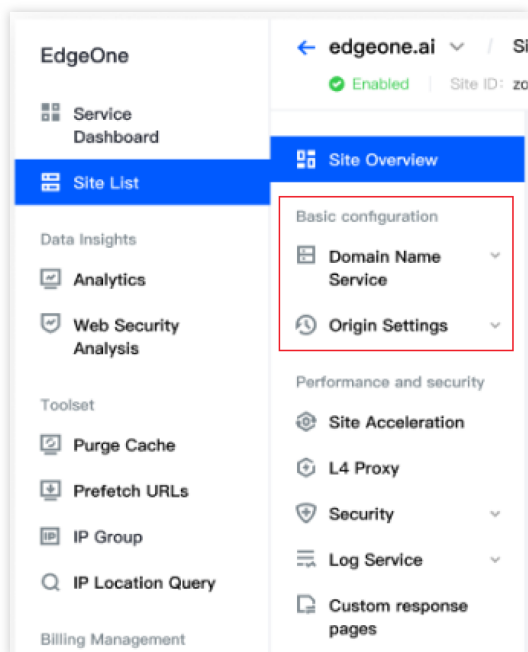 EdgeOne
Service
Dashboard
Site List
Data Insights
Analytics
Web Security
Analysis
Toolset
Purge Cache
Prefetch URLs
IP Group
IP Location Query
Billing Management
edgeone.ai / Si
Enabled Site ID: zo
Site Overview
Basic configuration
Domain Name
Service
Origin Settings
Performance and security
Site Acceleration
L4 Proxy
Security
Log Service
Custom response
pages